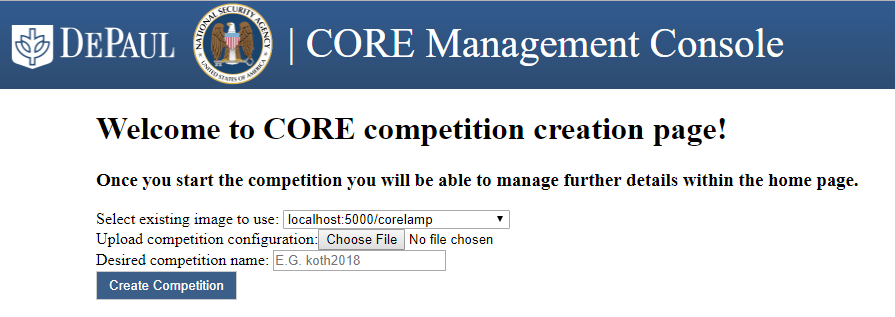 DEPAUL NATIONAL SECURITY AGENCY UNITED STATES OF AMERICA | CORE Management Console
Welcome to CORE competition creation page!
Once you start the competition you will be able to manage further details within the home page.
Select existing image to use: localhost:5000/corelamp
Upload competition configuration: Choose File No file chosen
Desired competition name: E.G. koth2018
Create Competition